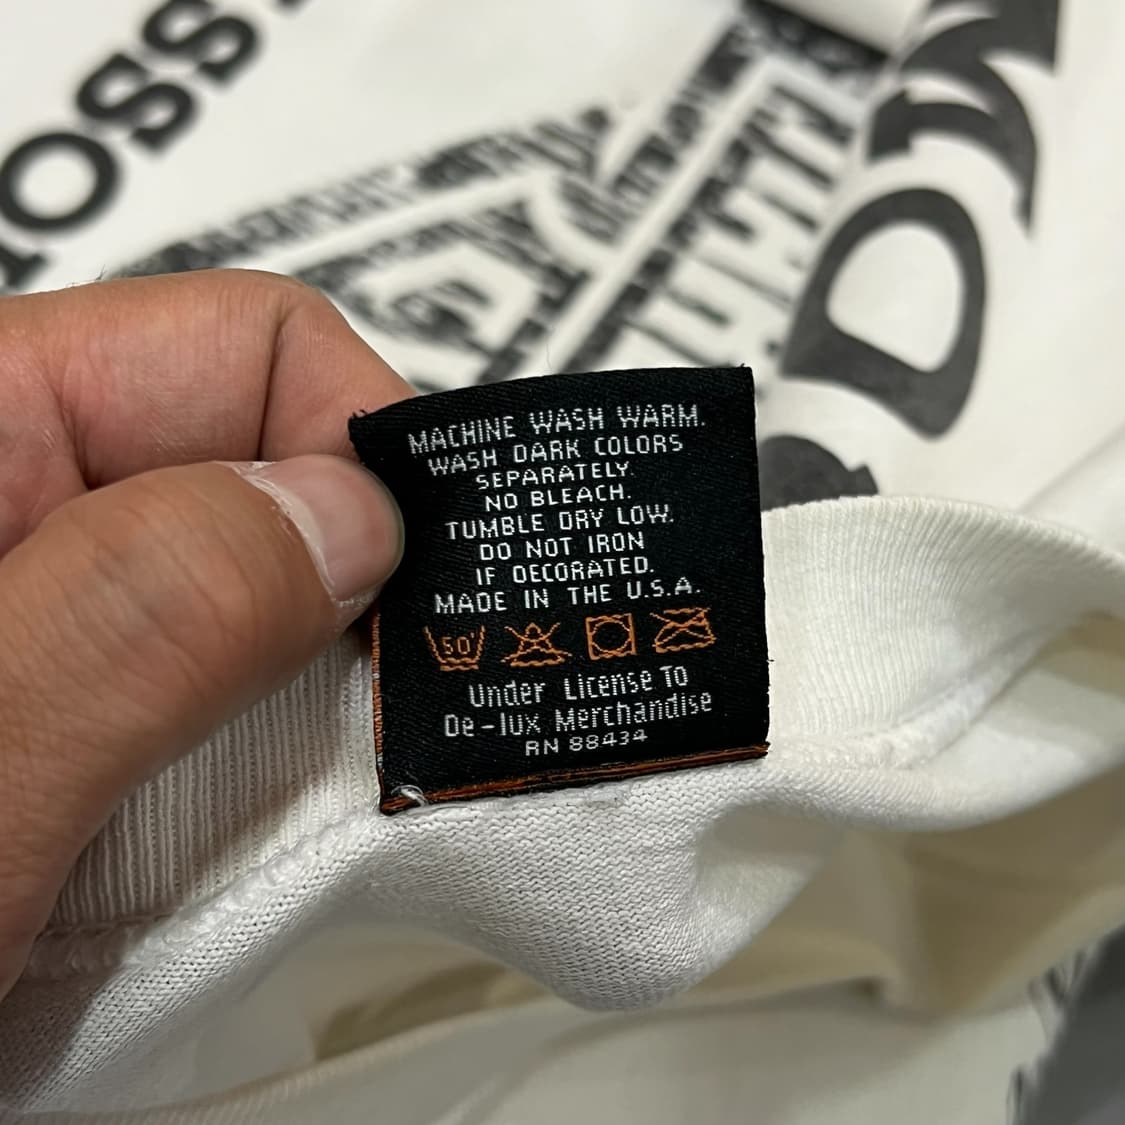 OSS
D
MACHINE WASH WARM.
WASH DARK COLORS
SEPARATELY.
NO BLEACH.
TUMBLE DRY LOW.
DO NOT IRON
IF DECORATED.
MADE IN THE U.S.A.
50°
Under License To
De-lux Merchandise
RN 88434